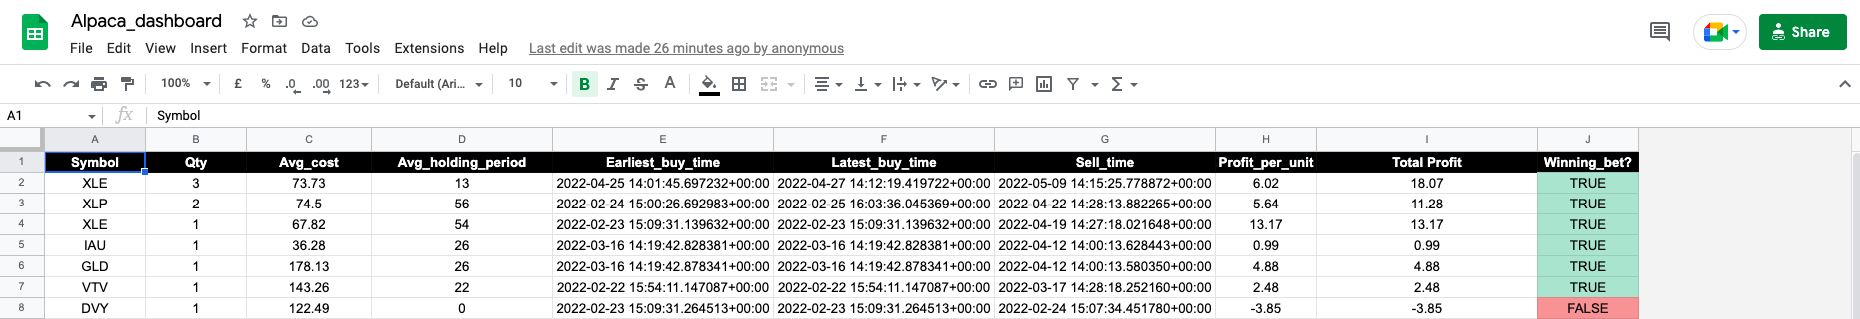 Alpaca_dashboard
File Edit View Insert Format Data Tools Extensions Help Last edit was made 26 minutes ago by anonymous
Share
100% £ % .0 .00 123 Default (Ari... 10 B I S A
A1 fx Symbol
A B C D E F G H I J
1 Symbol Qty Avg_cost Avg_holding_period Earliest_buy_time Latest_buy_time Sell_time Profit_per_unit Total Profit Winning_bet?
2 XLE 3 73.73 13 2022-04-25 14:01:45.697232+00:00 2022-04-27 14:12:19.419722+00:00 2022-05-09 14:15:25.778872+00:00 6.02 18.07 TRUE
3 XLP 2 74.5 56 2022-02-24 15:00:26.692983+00:00 2022-02-25 16:03:36.045369+00:00 2022-04-22 14:28:13.882265+00:00 5.64 11.28 TRUE
4 XLE 1 67.82 54 2022-02-23 15:09:31.139632+00:00 2022-02-23 15:09:31.139632+00:00 2022-04-19 14:27:18.021648+00:00 13.17 13.17 TRUE
5 IAU 1 36.28 26 2022-03-16 14:19:42.828381+00:00 2022-03-16 14:19:42.828381+00:00 2022-04-12 14:00:13.628443+00:00 0.99 0.99 TRUE
6 GLD 1 178.13 26 2022-03-16 14:19:42.878341+00:00 2022-03-16 14:19:42.878341+00:00 2022-04-12 14:00:13.580350+00:00 4.88 4.88 TRUE
7 VTV 1 143.26 22 2022-02-22 15:54:11.147087+00:00 2022-02-22 15:54:11.147087+00:00 2022-03-17 14:28:18.252160+00:00 2.48 2.48 TRUE
8 DVY 1 122.49 0 2022-02-23 15:09:31.264513+00:00 2022-02-23 15:09:31.264513+00:00 2022-02-24 15:07:34.451780+00:00 -3.85 -3.85 FALSE